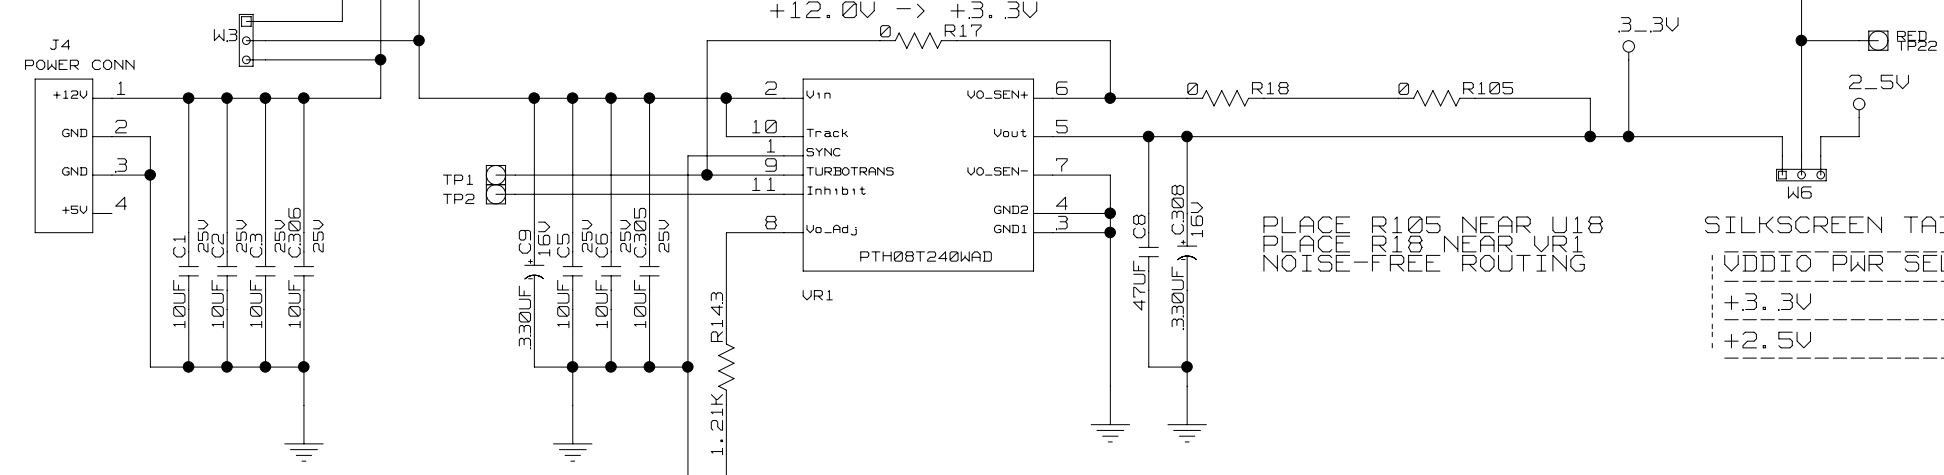 +12.0V -> +3.3V
W3
J4
POWER CONN
+12V 1
GND 2
GND 3
+5V 4
C1
25V
10UF
C2
25V
10UF
C3
25V
10UF
C306
25V
10UF
TP1
TP2
C9
16V
330UF
C5
25V
10UF
C6
25V
10UF
C305
25V
10UF
0 R17
2 Vin
10 Track
1 SYNC
9 TURBOTRANS
11 Inhibit
8 Vo_Adj
VO_SEN+ 6
Vout 5
VO_SEN- 7
GND2 4
GND1 3
PTH08T240WAD
VR1
R143
1.21K
C8
47UF
C308
16V
330UF
0 R18
0 R105
3_3V
RED
TP22
2_5V
W6
PLACE R105 NEAR U18
PLACE R18 NEAR VR1
NOISE-FREE ROUTING
SILKSCREEN TA
VDDIO PWR SEL
+3.3V
+2.5V